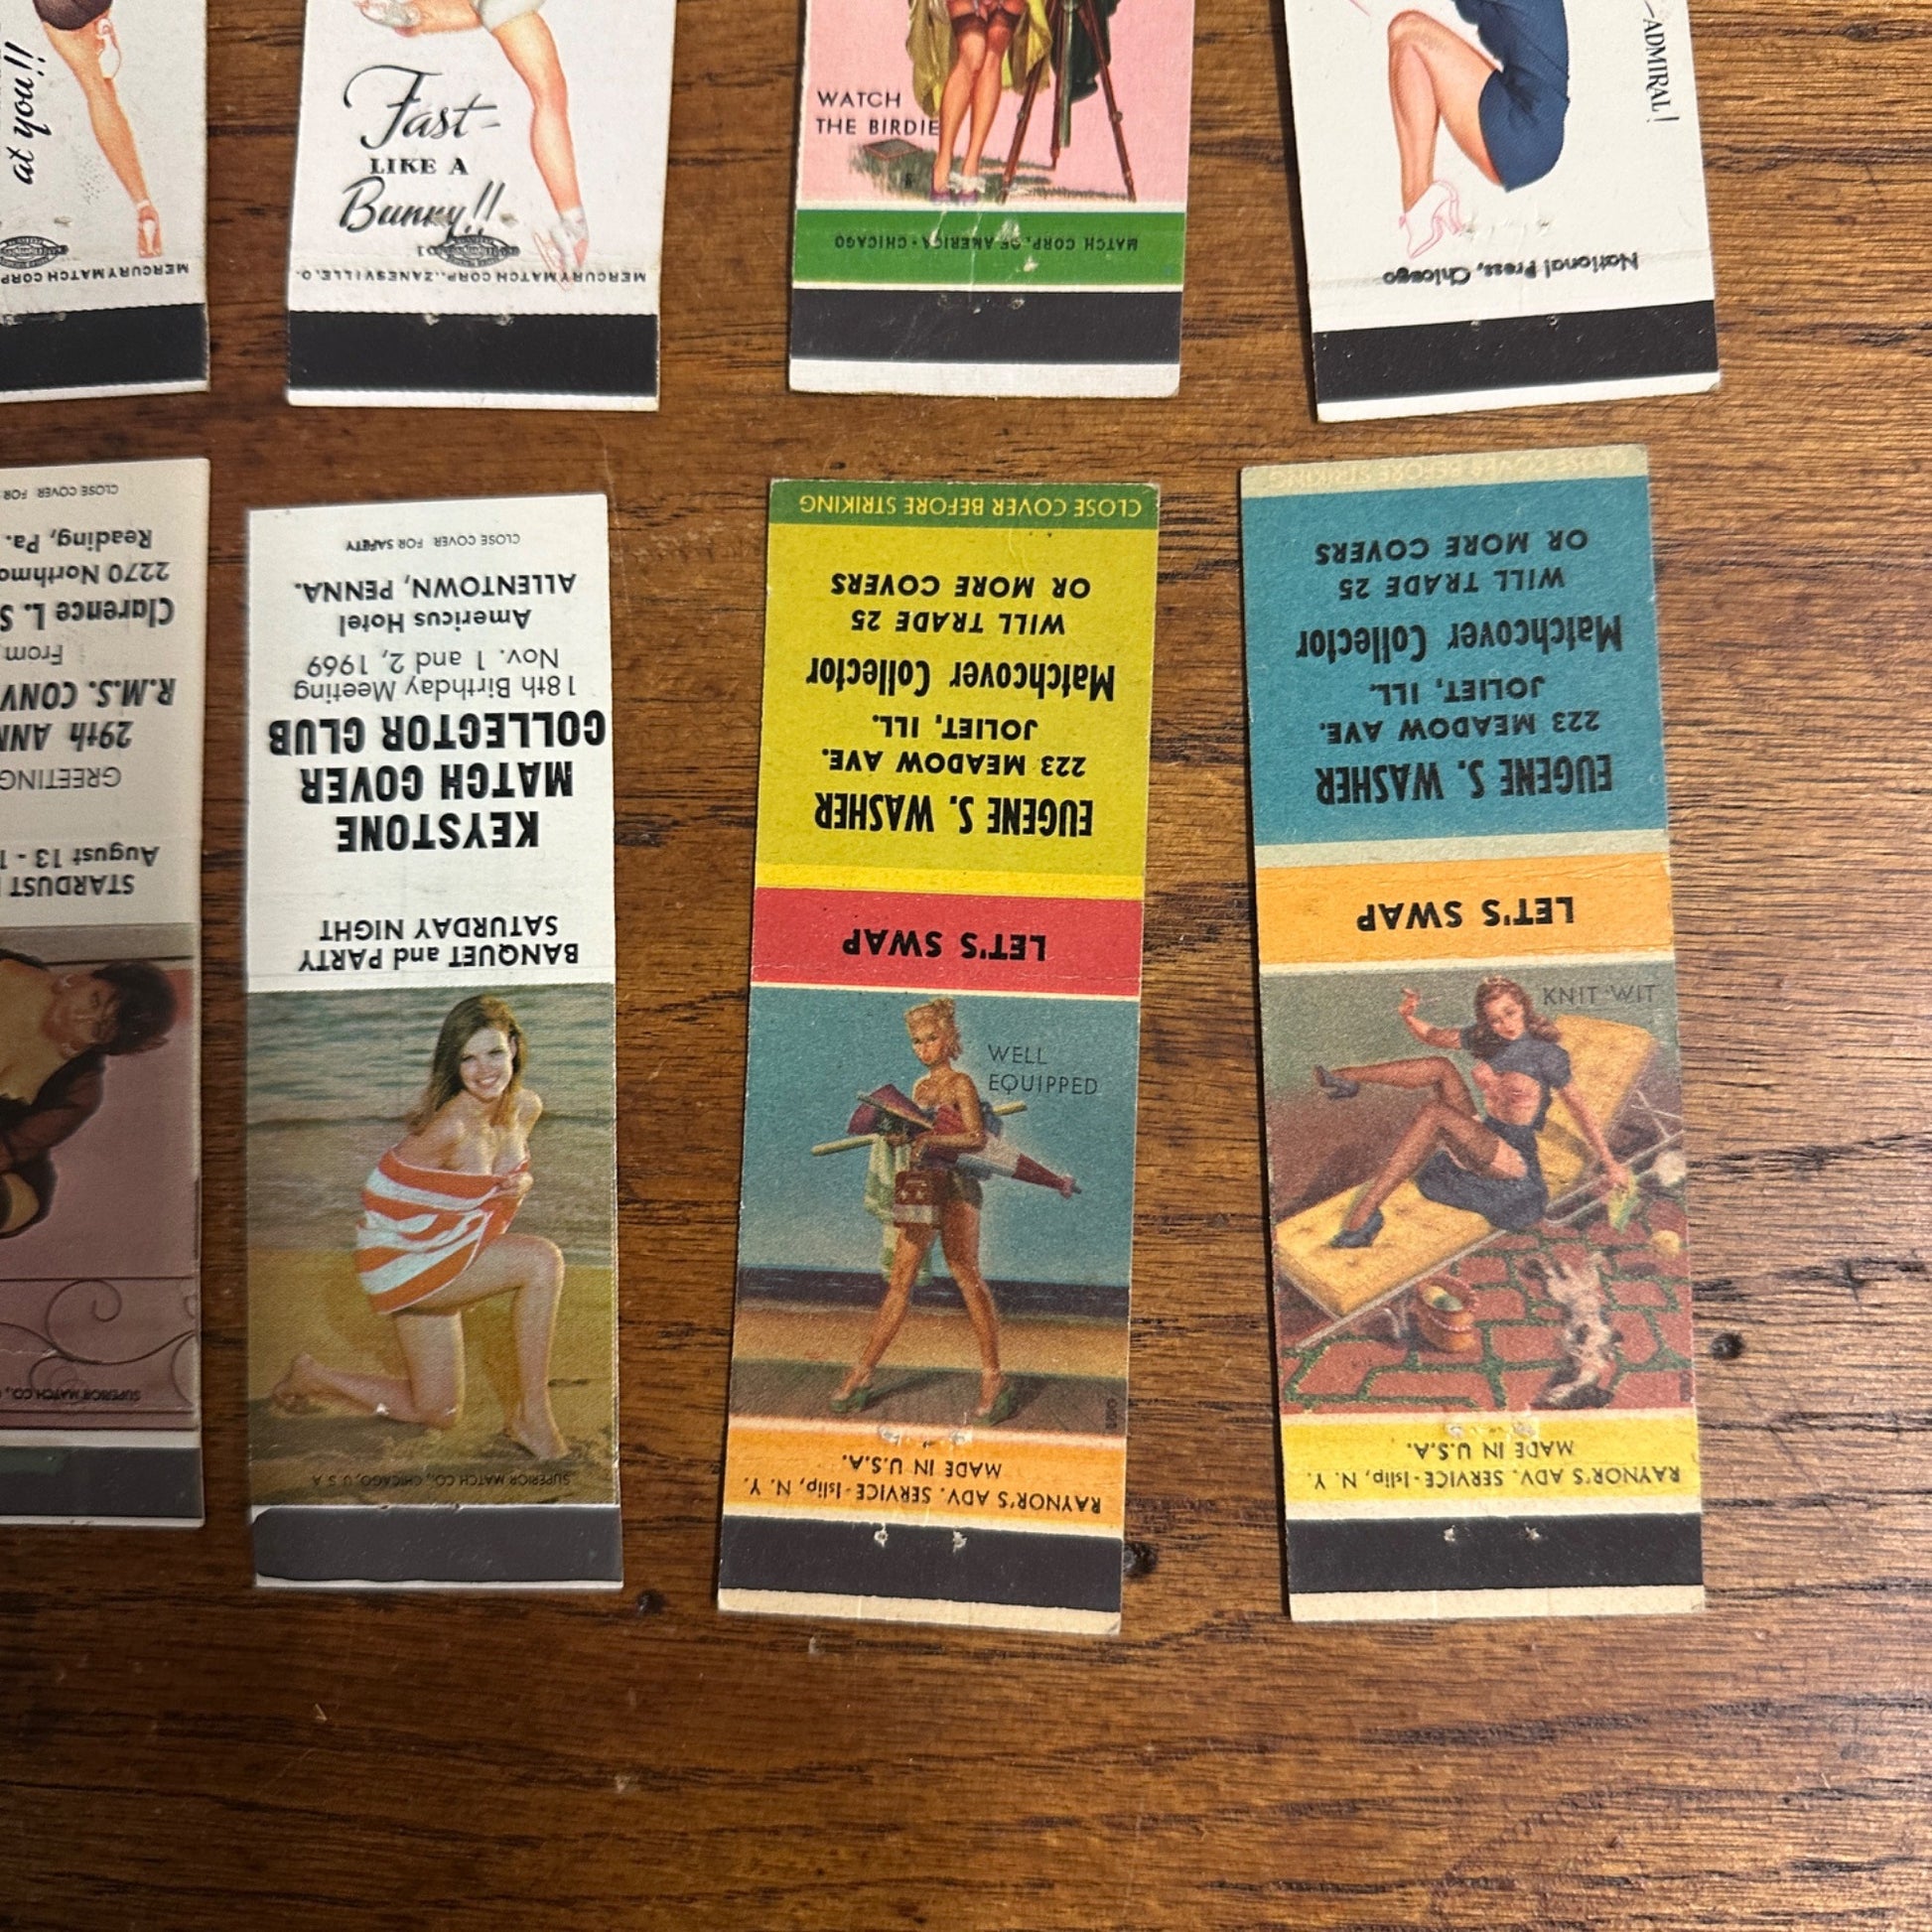 at you!!
MERCURY MATCH CORP.
Fast-
LIKE A
Bunny!!
MERCURY MATCH CORP., ZANESVILLE, O.
WATCH
THE BIRDIE
MATCH CORP. OF AMERICA • CHICAGO
—ADMIRAL!
National Press, Chicago
STARDUST
August 13 - 1
GREETING
29th ANN
R.M.S. CONV
From
Clarence L. S
2270 Northmo
Reading, Pa.
CLOSE COVER FOR
SUPERIOR MATCH CO.,
BANQUET and PARTY
SATURDAY NIGHT
KEYSTONE
MATCH COVER
COLLECTOR CLUB
18th Birthday Meeting
Nov. 1 and 2, 1969
Americus Hotel
ALLENTOWN, PENNA.
CLOSE COVER FOR SAFETY
SUPERIOR MATCH CO., CHICAGO, U S A
LET'S SWAP
EUGENE S. WASHER
223 MEADOW AVE.
JOLIET, ILL.
Matchcover Collector
WILL TRADE 25
OR MORE COVERS
CLOSE COVER BEFORE STRIKING
WELL
EQUIPPED
RAYNOR'S ADV. SERVICE-Islip, N. Y.
MADE IN U.S.A.
LET'S SWAP
EUGENE S. WASHER
223 MEADOW AVE.
JOLIET, ILL.
Matchcover Collector
WILL TRADE 25
OR MORE COVERS
CLOSE COVER BEFORE STRIKING
KNIT WIT
RAYNOR'S ADV. SERVICE-Islip, N. Y.
MADE IN U.S.A.